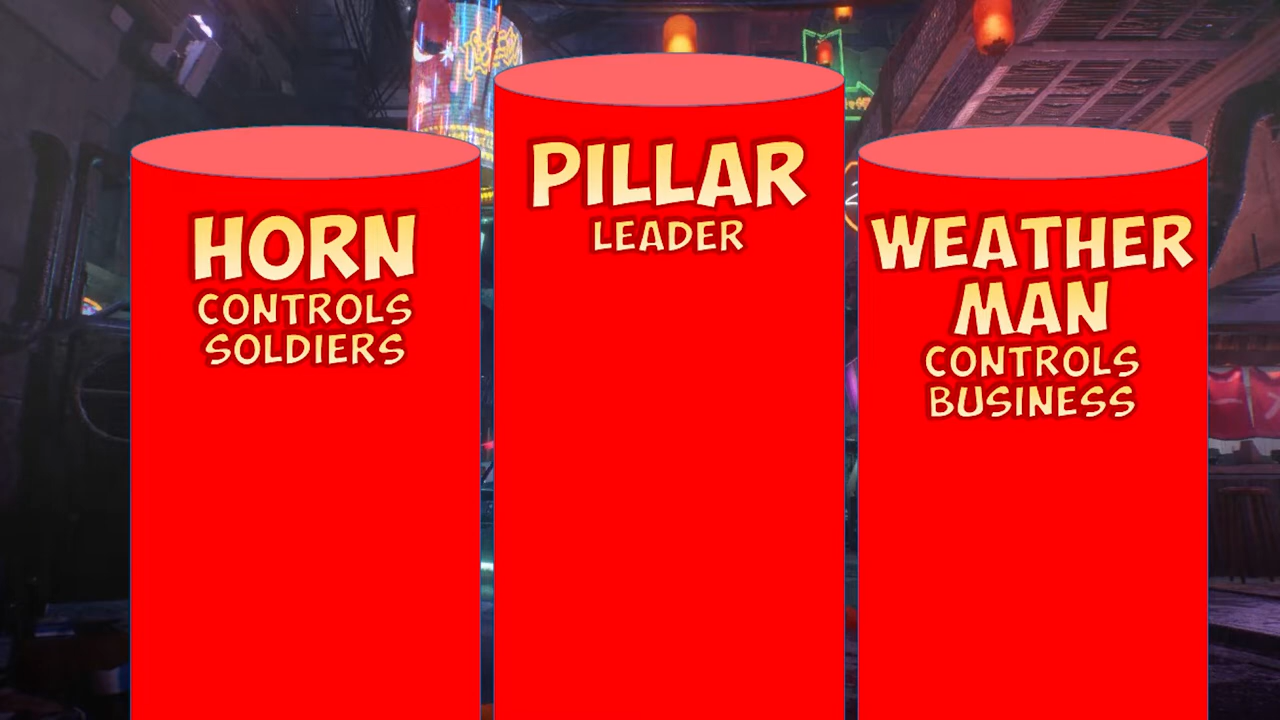 HORN
CONTROLS
SOLDIERS
PILLAR
LEADER
WEATHER
MAN
CONTROLS
BUSINESS